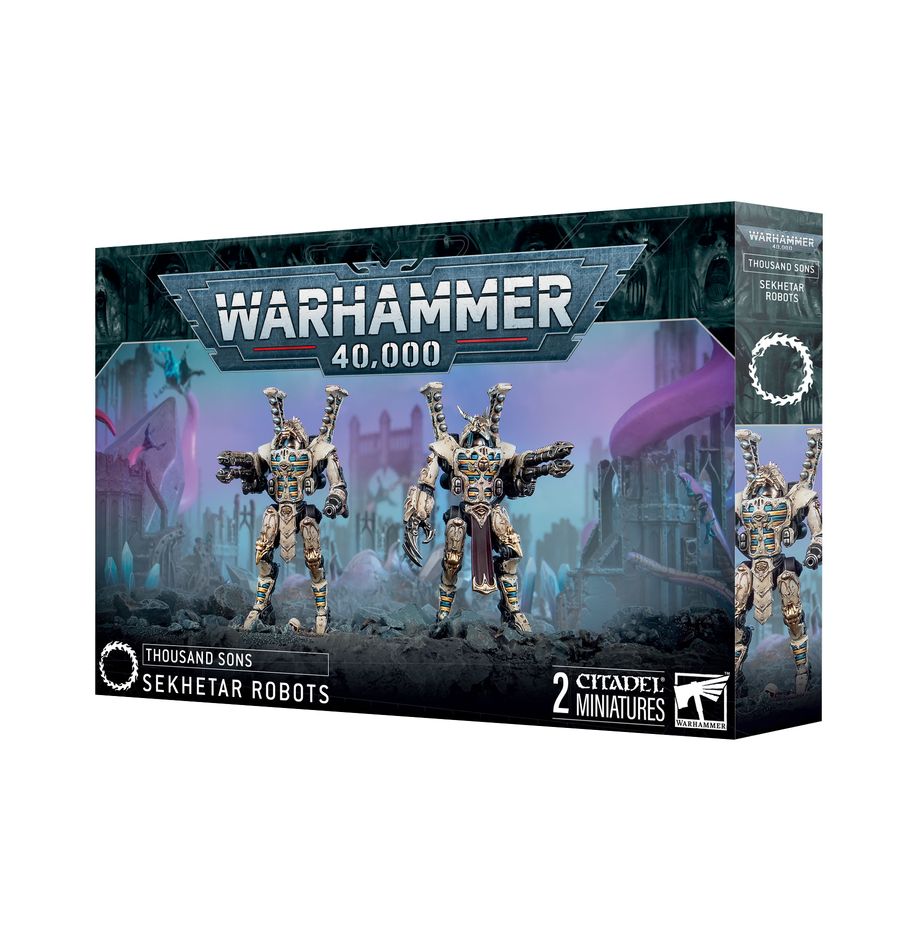 WARHAMMER
40,000
THOUSAND SONS
SEKHETAR ROBOTS
2 CITADEL
MINIATURES
WARHAMMER
WARHAMMER
40,000
THOUSAND SONS
SEKHETAR
ROBOTS